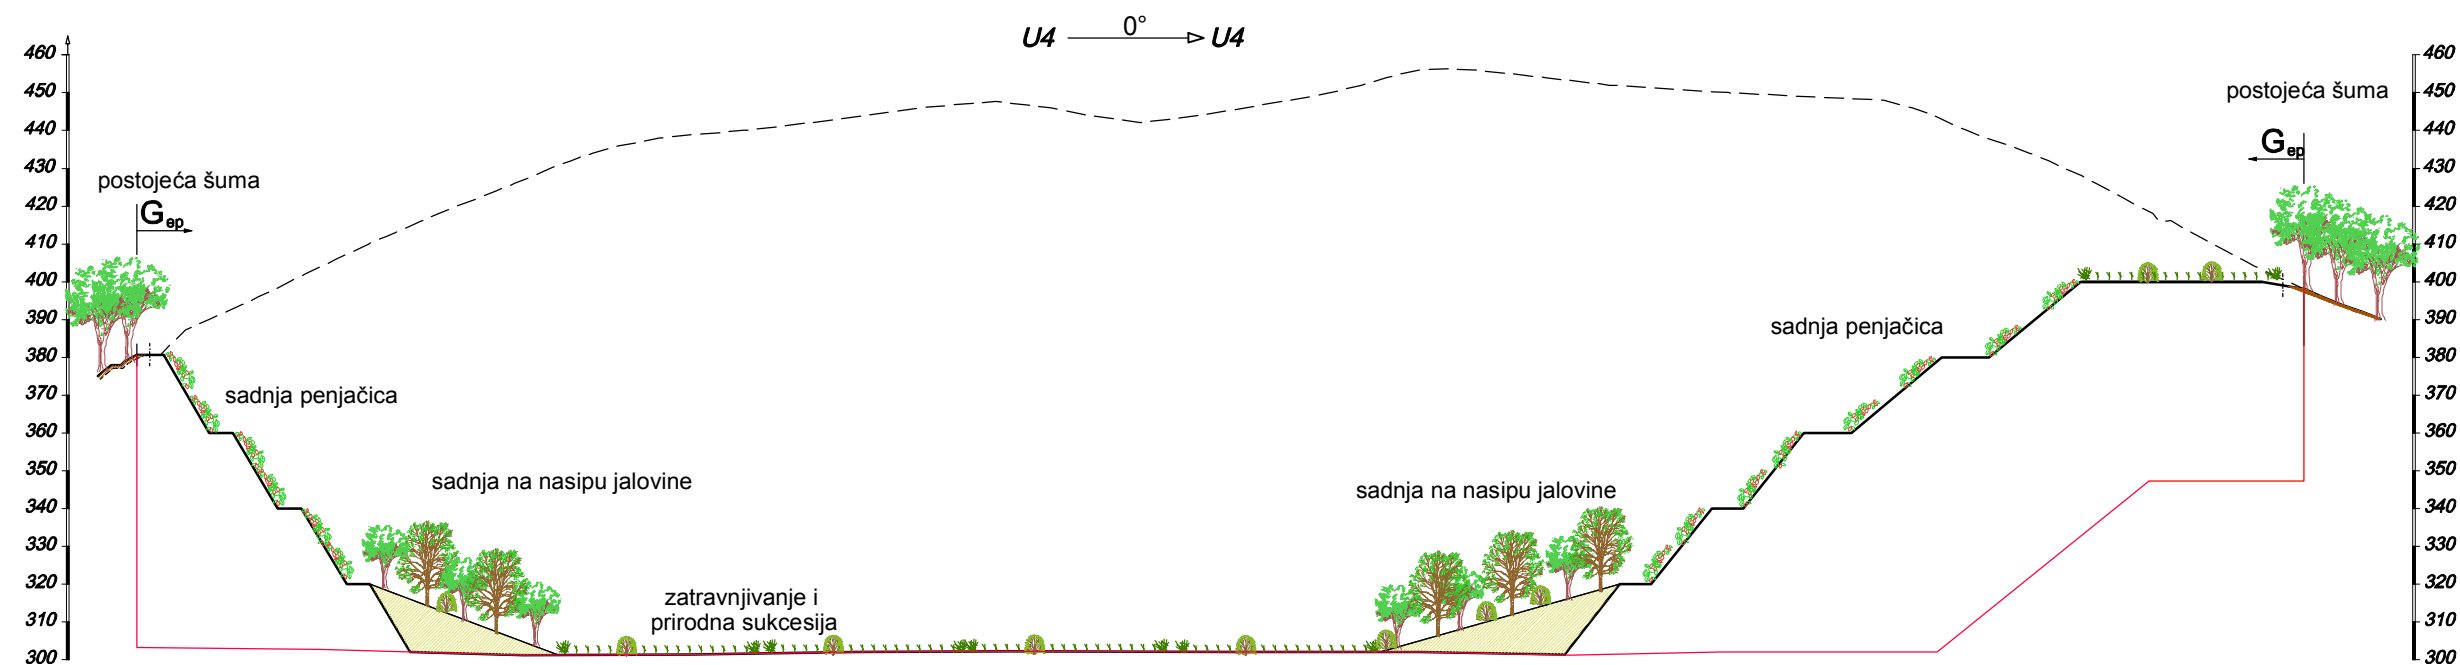 U4 0° U4
460 460
450 450
postojeća šuma
440 440
G ep
430 430
postojeća šuma
420 420
G ep
410 410
400 400
390 390
sadnja penjačica
380 380
370 370
sadnja penjačica
360 360
350 350
sadnja na nasipu jalovine
sadnja na nasipu jalovine
340 340
330 330
320 320
zatravnjivanje i
prirodna sukcesija
310 310
300 300